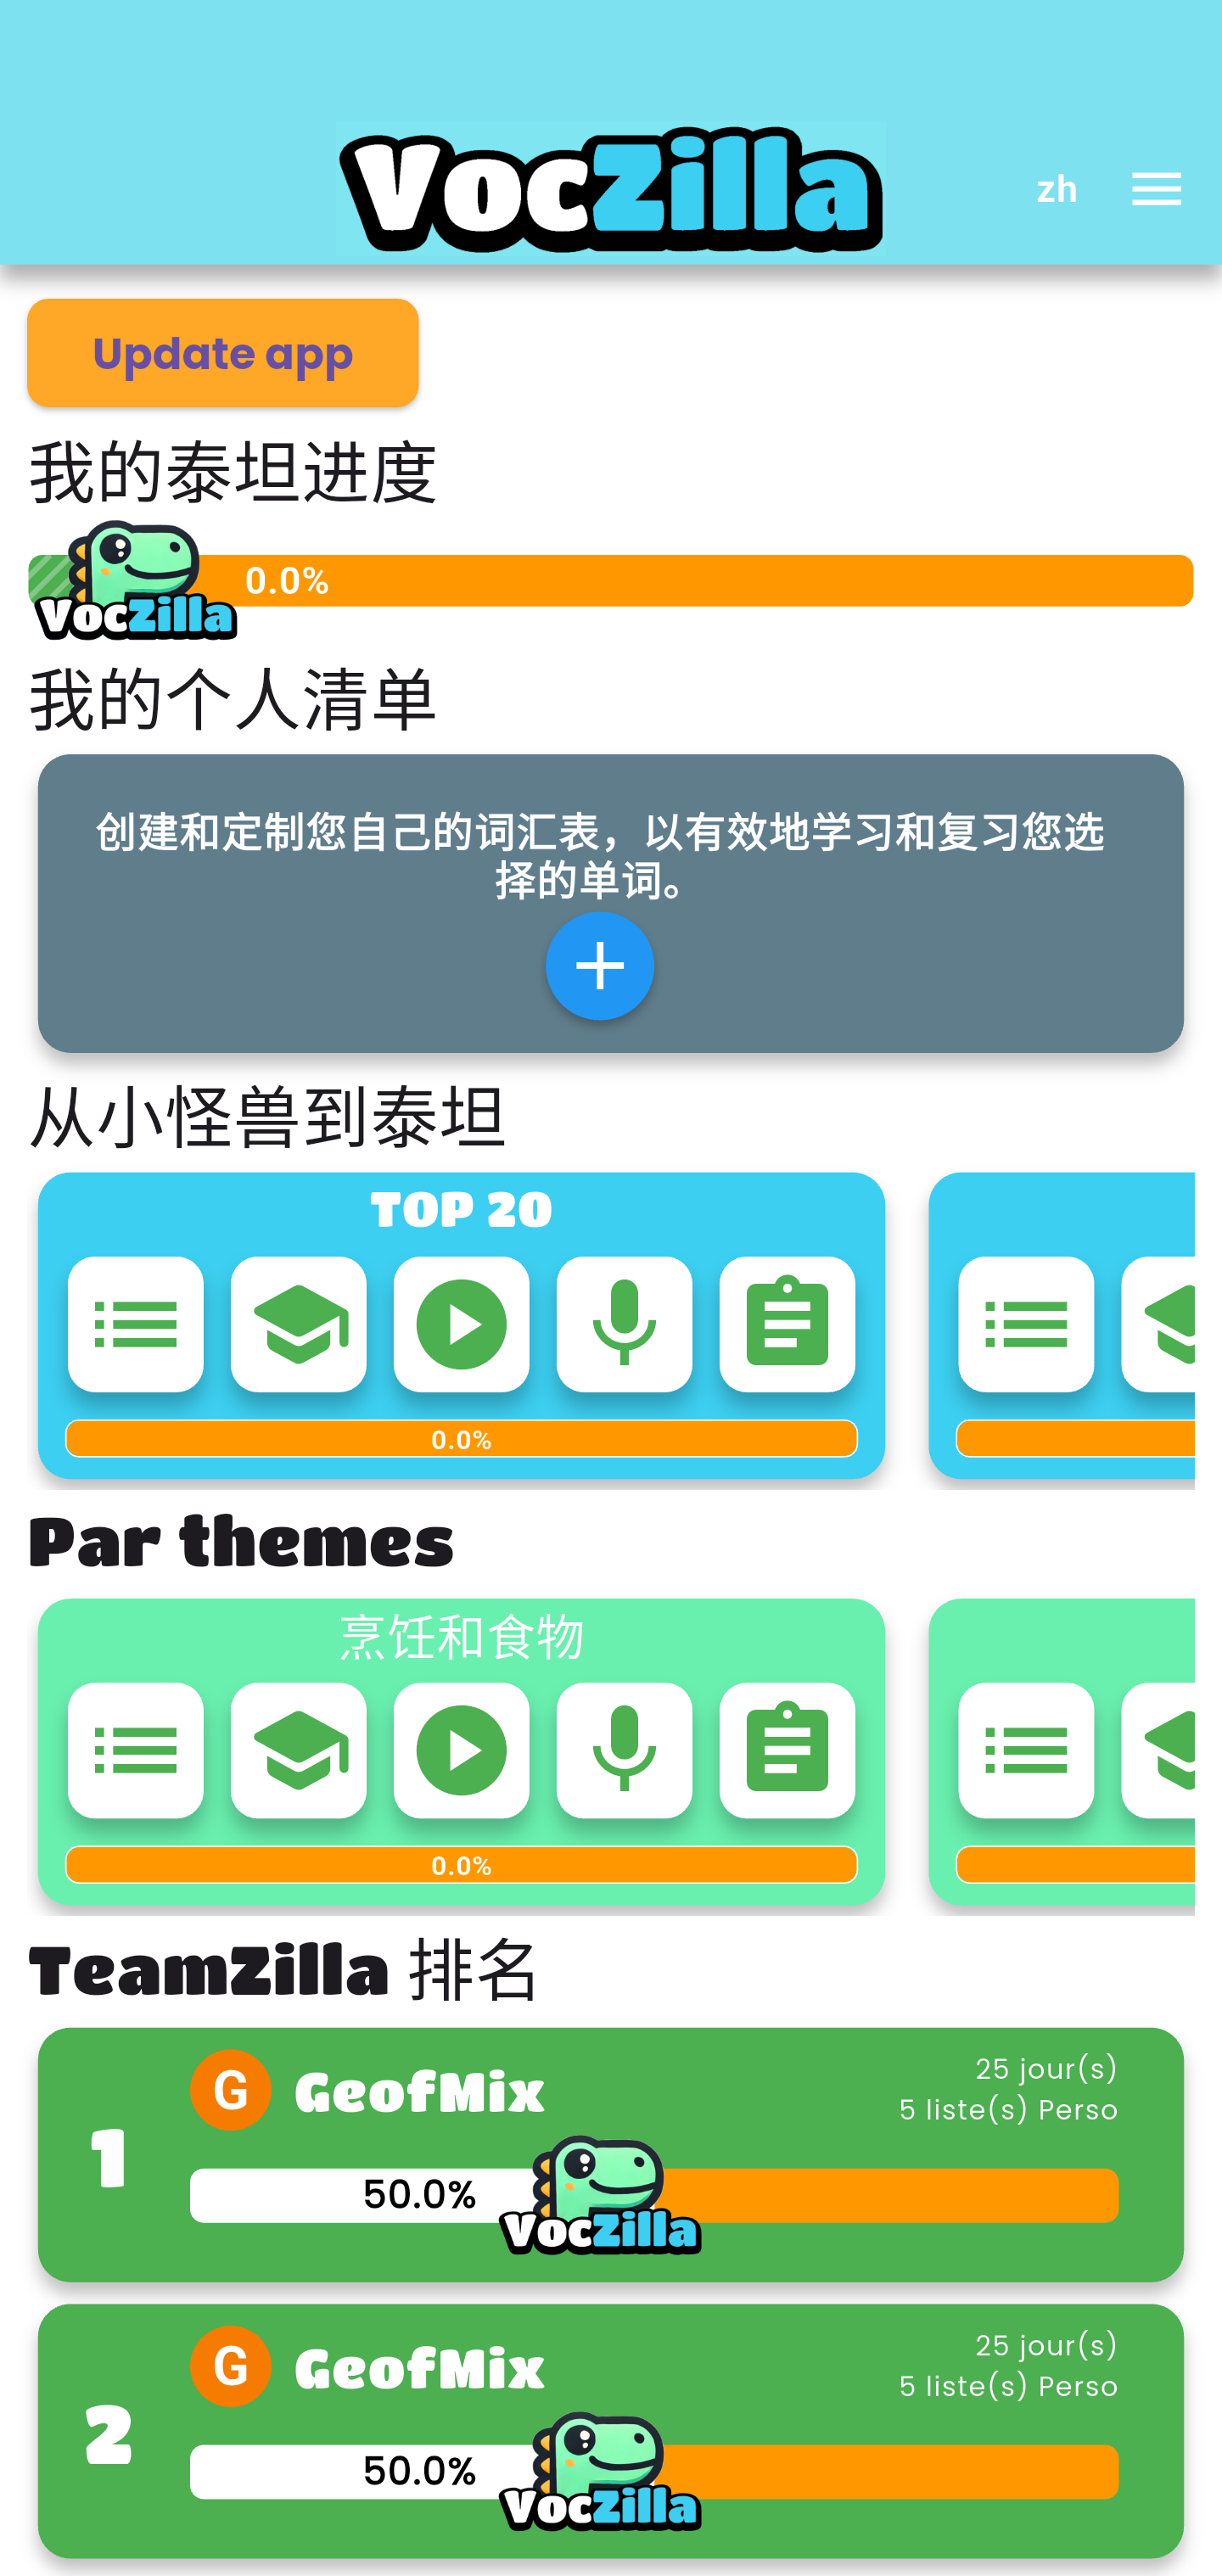 VocZilla
zh
Update app
我的泰坦进度
0.0%
VocZilla
我的个人清单
创建和定制您自己的词汇表，以有效地学习和复习您选
择的单词。
从小怪兽到泰坦
TOP 20
0.0%
Par themes
烹饪和食物
0.0%
TeamZilla 排名
1
G
GeofMix
25 jour(s)
5 liste(s) Perso
50.0%
VocZilla
2
G
GeofMix
25 jour(s)
5 liste(s) Perso
50.0%
VocZilla